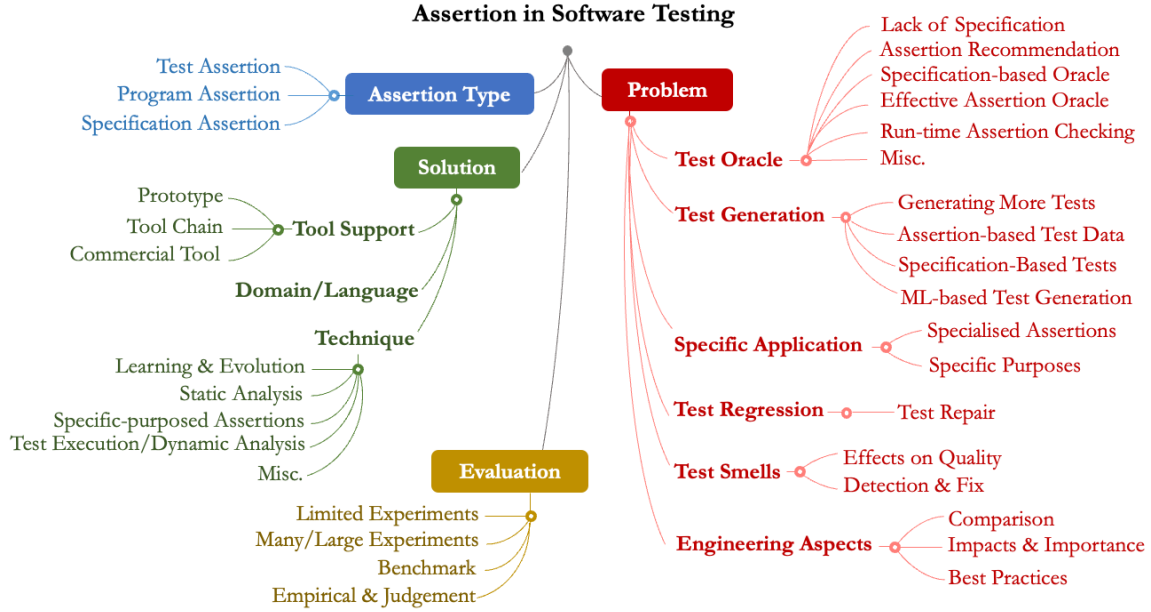 Assertion in Software Testing
Assertion Type
Test Assertion
Program Assertion
Specification Assertion
Solution
Tool Support
Prototype
Tool Chain
Commercial Tool
Domain/Language
Technique
Learning & Evolution
Static Analysis
Specific-purposed Assertions
Test Execution/Dynamic Analysis
Misc.
Evaluation
Limited Experiments
Many/Large Experiments
Benchmark
Empirical & Judgement
Problem
Test Oracle
Lack of Specification
Assertion Recommendation
Specification-based Oracle
Effective Assertion Oracle
Run-time Assertion Checking
Misc.
Test Generation
Generating More Tests
Assertion-based Test Data
Specification-Based Tests
ML-based Test Generation
Specific Application
Specialised Assertions
Specific Purposes
Test Regression
Test Repair
Test Smells
Effects on Quality
Detection & Fix
Engineering Aspects
Comparison
Impacts & Importance
Best Practices